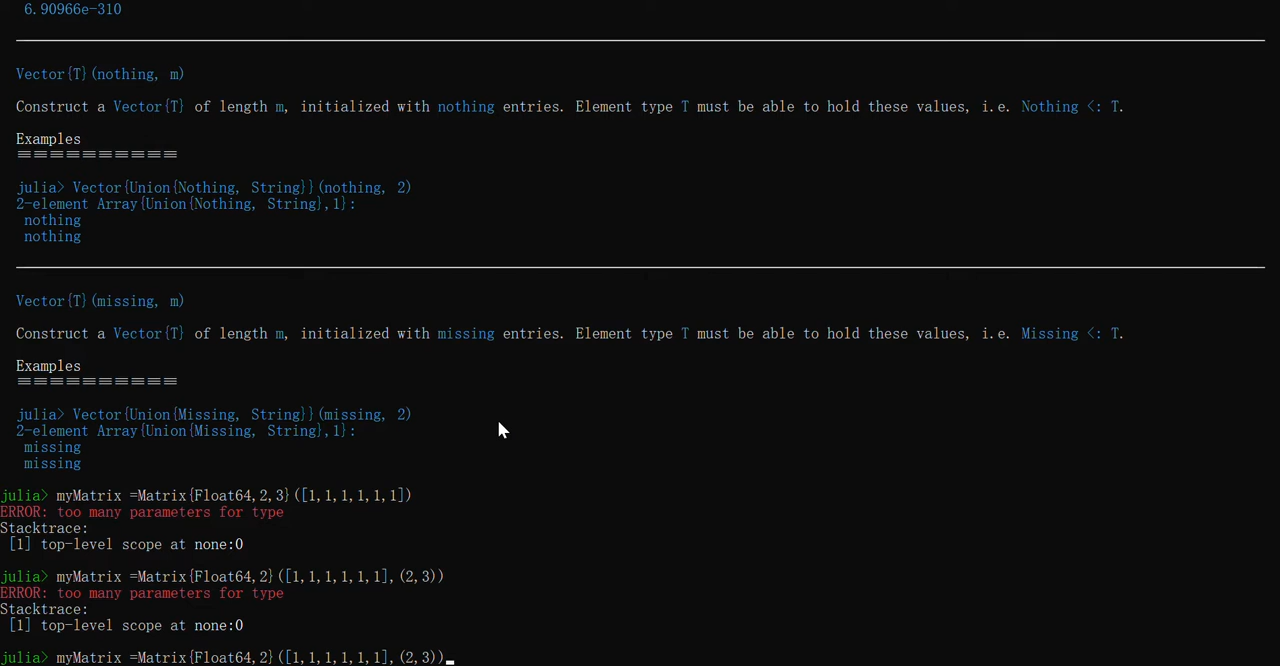 6.90966e-310
Vector{T}(nothing, m)
Construct a Vector{T} of length m, initialized with nothing entries. Element type T must be able to hold these values, i.e. Nothing <: T.
Examples
≡≡≡≡≡≡≡≡≡≡
julia> Vector{Union{Nothing, String}}(nothing, 2)
2-element Array{Union{Nothing, String},1}:
nothing
nothing
Vector{T}(missing, m)
Construct a Vector{T} of length m, initialized with missing entries. Element type T must be able to hold these values, i.e. Missing <: T.
Examples
≡≡≡≡≡≡≡≡≡≡
julia> Vector{Union{Missing, String}}(missing, 2)
2-element Array{Union{Missing, String},1}:
missing
missing
julia> myMatrix =Matrix{Float64,2,3}([1,1,1,1,1,1])
ERROR: too many parameters for type
Stacktrace:
[1] top-level scope at none:0
julia> myMatrix =Matrix{Float64,2}([1,1,1,1,1,1],(2,3))
ERROR: too many parameters for type
Stacktrace:
[1] top-level scope at none:0
julia> myMatrix =Matrix{Float64,2}([1,1,1,1,1,1],(2,3))